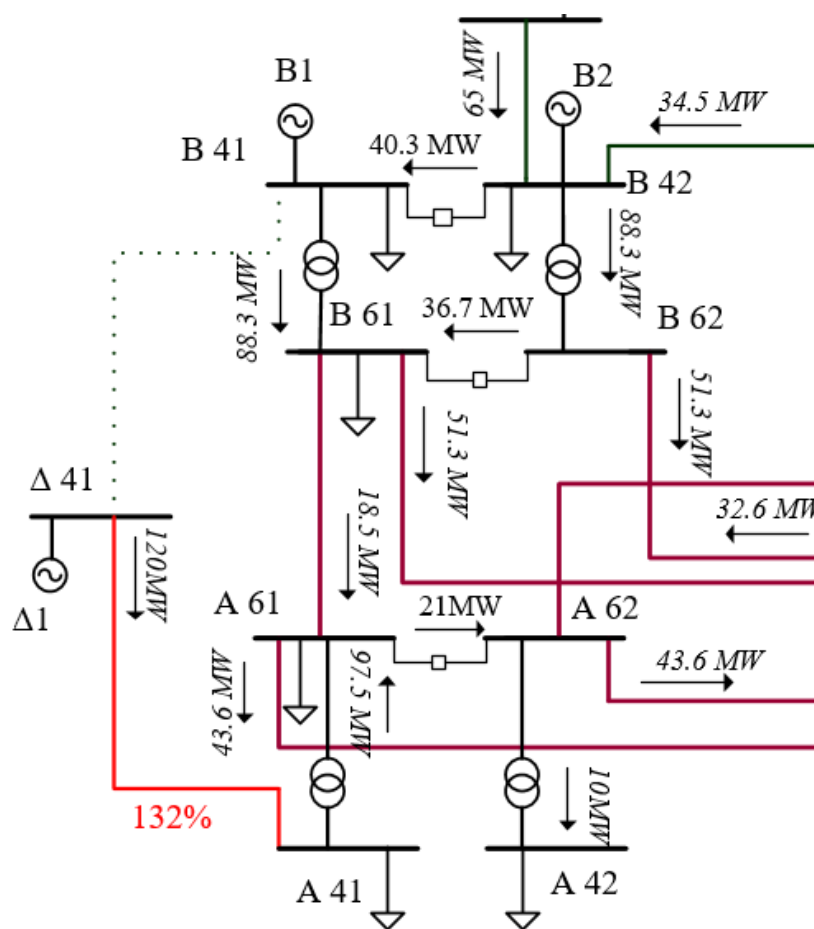 65 MW
B1
B2
34.5 MW
B 41
40.3 MW
B 42
88.3 MW
88.3 MW
B 61
36.7 MW
B 62
51.3 MW
51.3 MW
Δ 41
18.5 MW
32.6 MW
120MW
Δ1
A 61
21MW
A 62
43.6 MW
97.5 MW
43.6 MW
132%
10MW
A 41
A 42